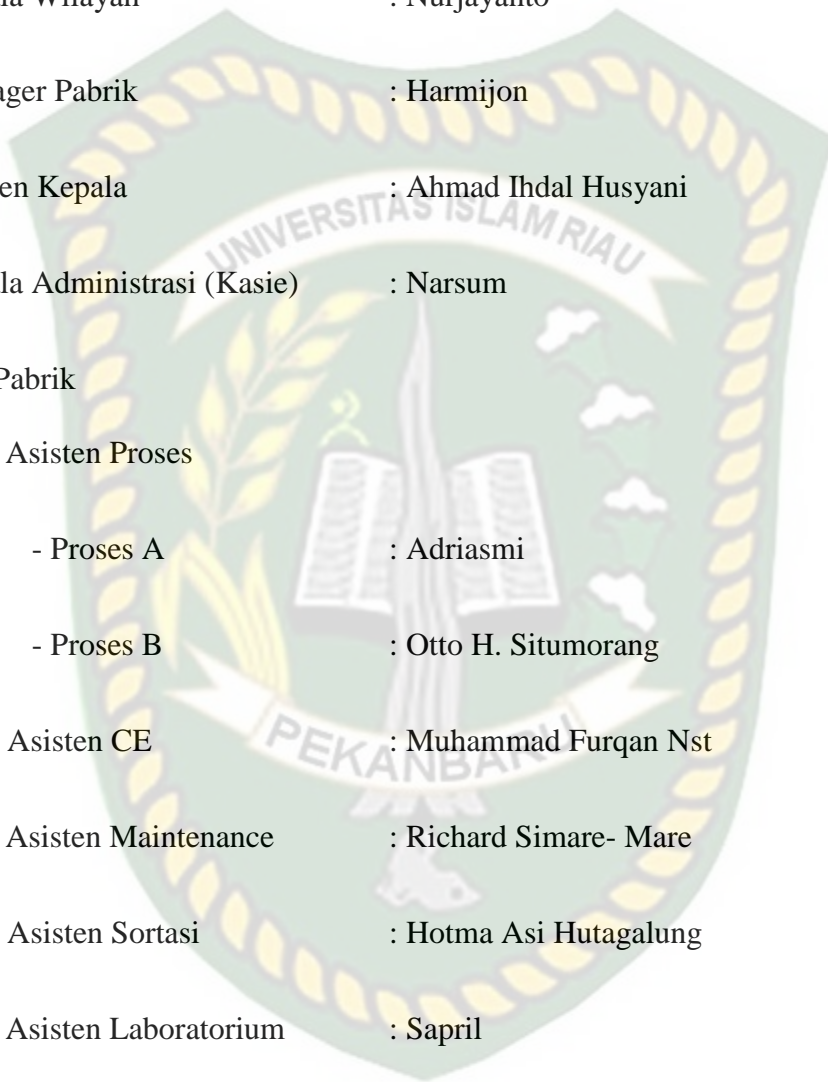 : Nurjayanto
ager Pabrik : Harmijon
en Kepala : Ahmad Ihdal Husyani
UNIVERSITAS ISLAM RIAU
la Administrasi (Kasie) : Narsum
Pabrik
Asisten Proses
- Proses A : Adriasmi
- Proses B : Otto H. Situmorang
Asisten CE : Muhammad Furqan Nst
PEKANBARU
Asisten Maintenance : Richard Simare- Mare
Asisten Sortasi : Hotma Asi Hutagalung
Asisten Laboratorium : Sapril